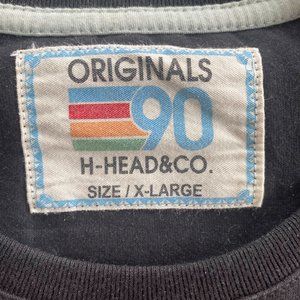 ORIGINALS
90
H-HEAD&CO.
SIZE / X-LARGE